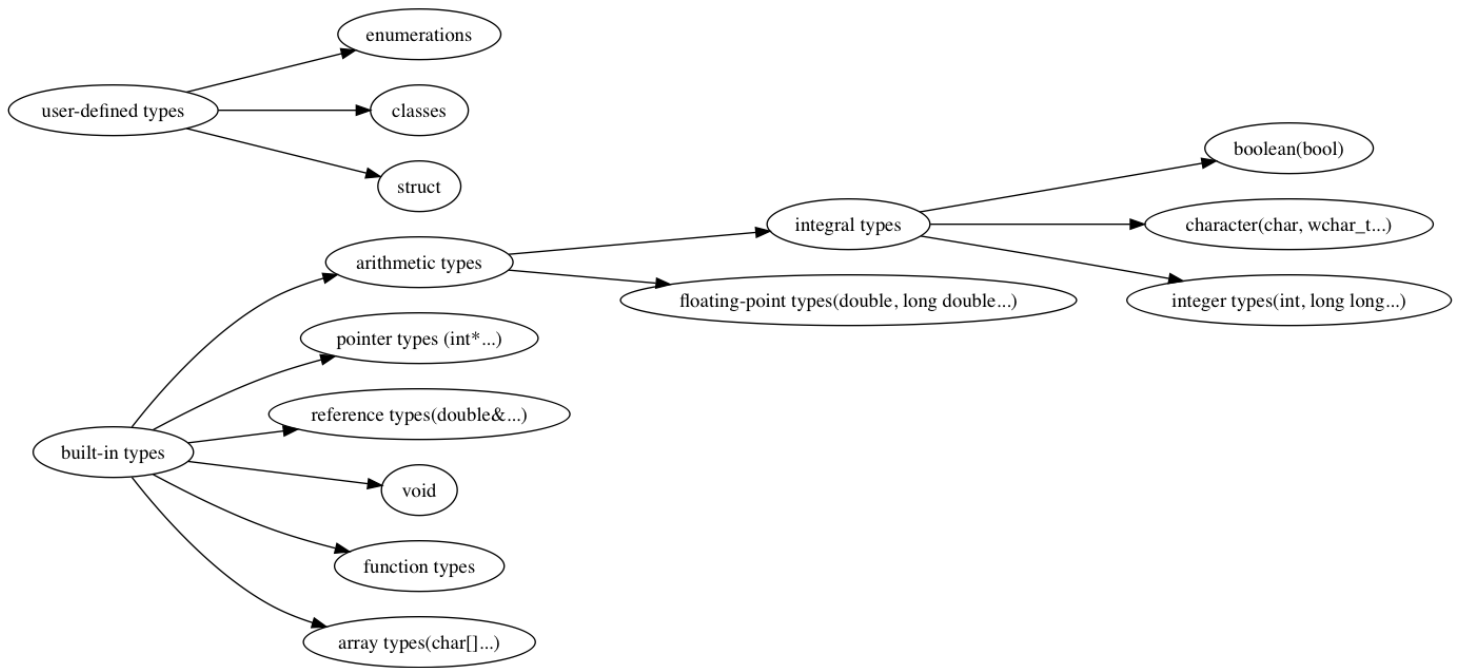 enumerations
user-defined types
classes
struct
boolean(bool)
integral types
character(char, wchar_t...)
arithmetic types
floating-point types(double, long double...)
integer types(int, long long...)
pointer types (int*...)
reference types(double&...)
built-in types
void
function types
array types(char[]...)